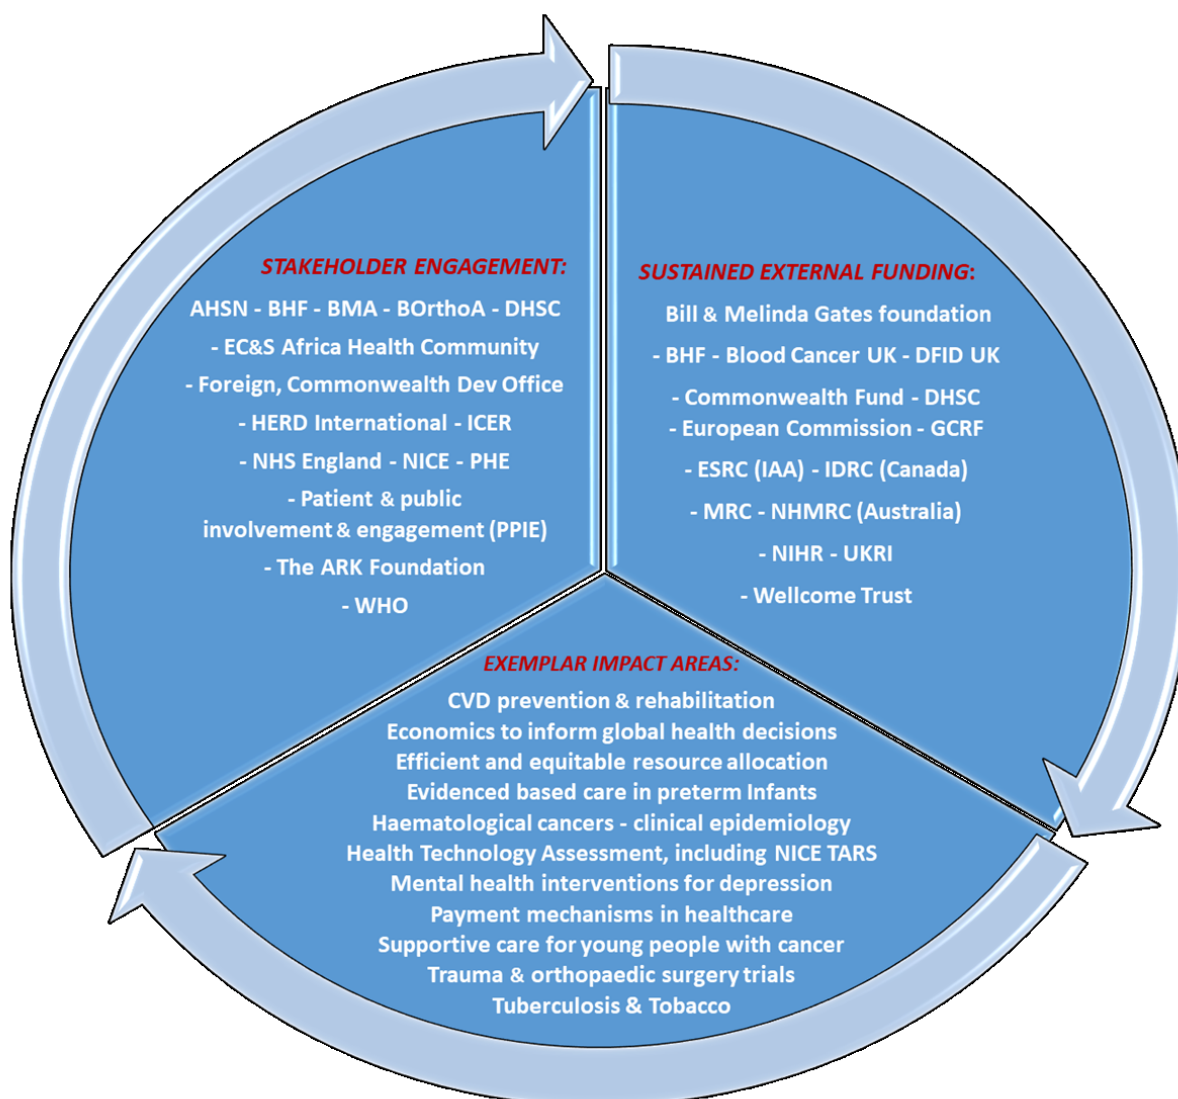 STAKEHOLDER ENGAGEMENT:
AHSN - BHF - BMA - BOrthoA - DHSC
- EC&S Africa Health Community
- Foreign, Commonwealth Dev Office
- HERD International - ICER
- NHS England - NICE - PHE
- Patient & public
involvement & engagement (PPIE)
- The ARK Foundation
- WHO
SUSTAINED EXTERNAL FUNDING:
Bill & Melinda Gates foundation
- BHF - Blood Cancer UK - DFID UK
- Commonwealth Fund - DHSC
- European Commission - GCRF
- ESRC (IAA) - IDRC (Canada)
- MRC - NHMRC (Australia)
- NIHR - UKRI
- Wellcome Trust
EXEMPLAR IMPACT AREAS:
CVD prevention & rehabilitation
Economics to inform global health decisions
Efficient and equitable resource allocation
Evidenced based care in preterm Infants
Haematological cancers - clinical epidemiology
Health Technology Assessment, including NICE TARS
Mental health interventions for depression
Payment mechanisms in healthcare
Supportive care for young people with cancer
Trauma & orthopaedic surgery trials
Tuberculosis & Tobacco